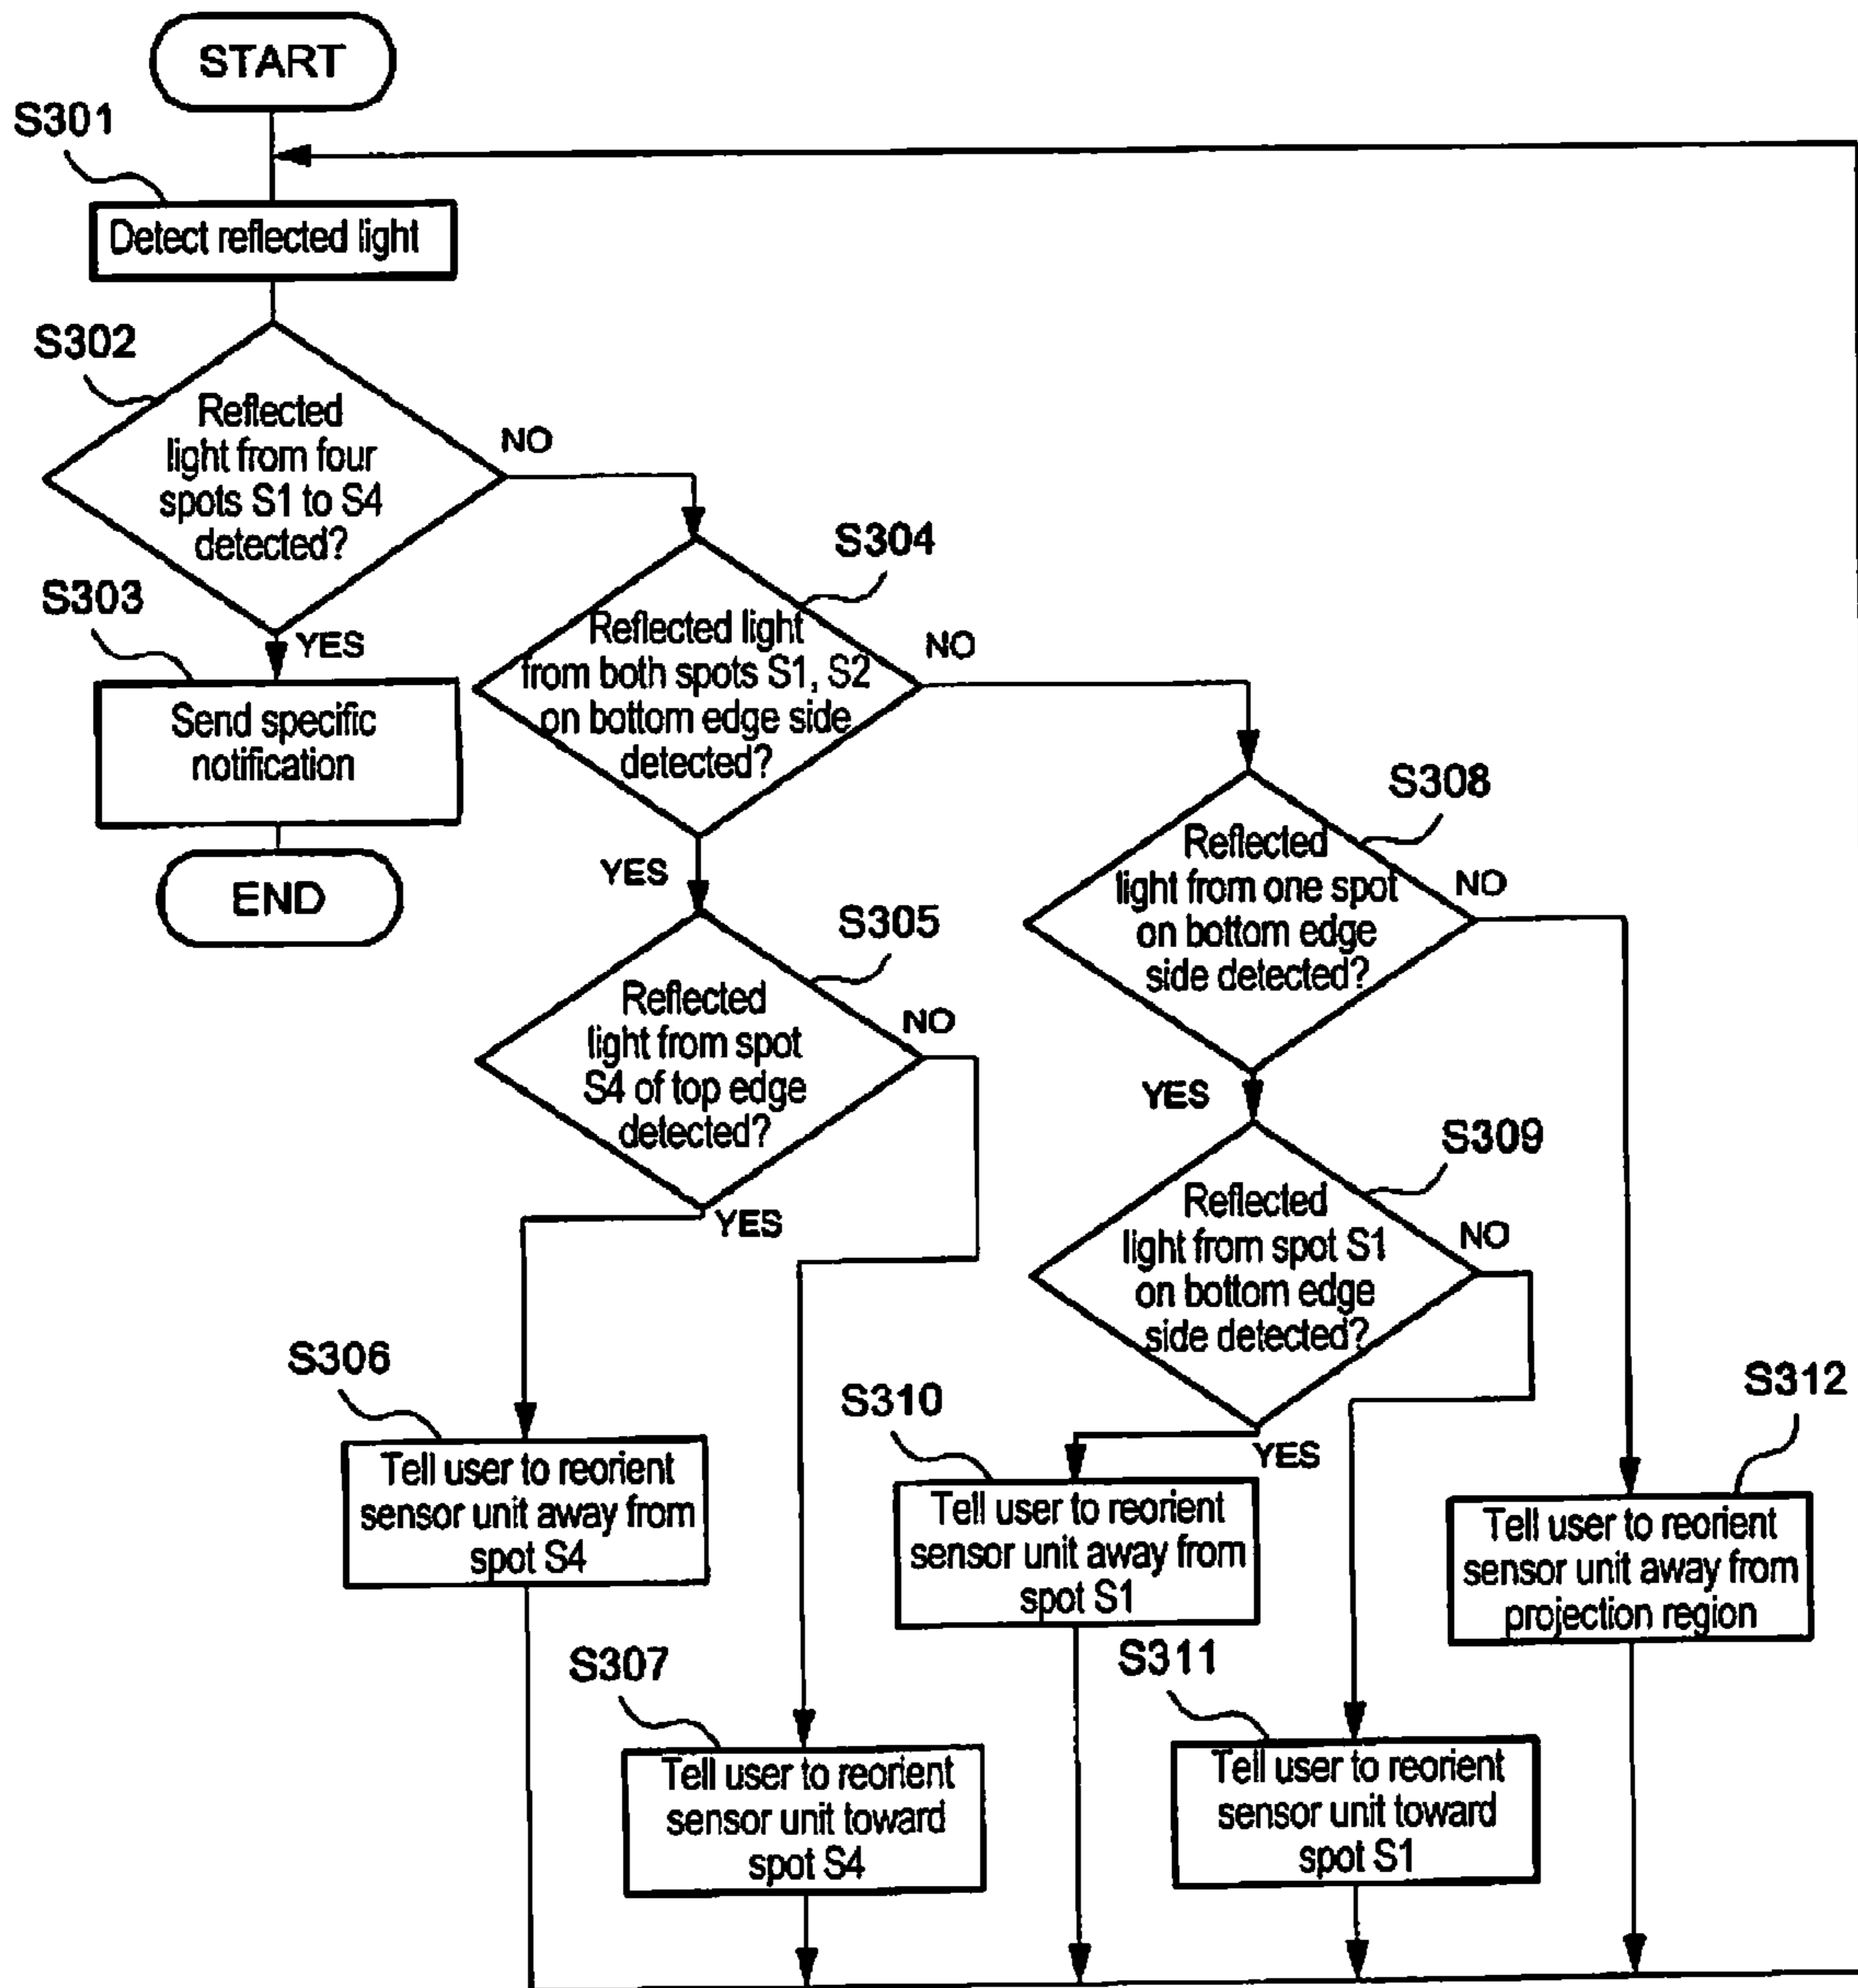 START
S301
Detect reflected light
S302
Reflected
light from four
spots S1 to S4
detected?
NO
YES
S303
Send specific
notification
END
S304
Reflected light
from both spots S1, S2
on bottom edge side
detected?
NO
YES
S305
Reflected
light from spot
S4 of top edge
detected?
NO
YES
S308
Reflected
light from one spot
on bottom edge
side detected?
NO
YES
S309
Reflected
light from spot S1
on bottom edge
side detected?
NO
YES
S306
Tell user to reorient
sensor unit away from
spot S4
S307
Tell user to reorient
sensor unit toward
spot S4
S310
Tell user to reorient
sensor unit away from
spot S1
S311
Tell user to reorient
sensor unit toward
spot S1
S312
Tell user to reorient
sensor unit away from
projection region